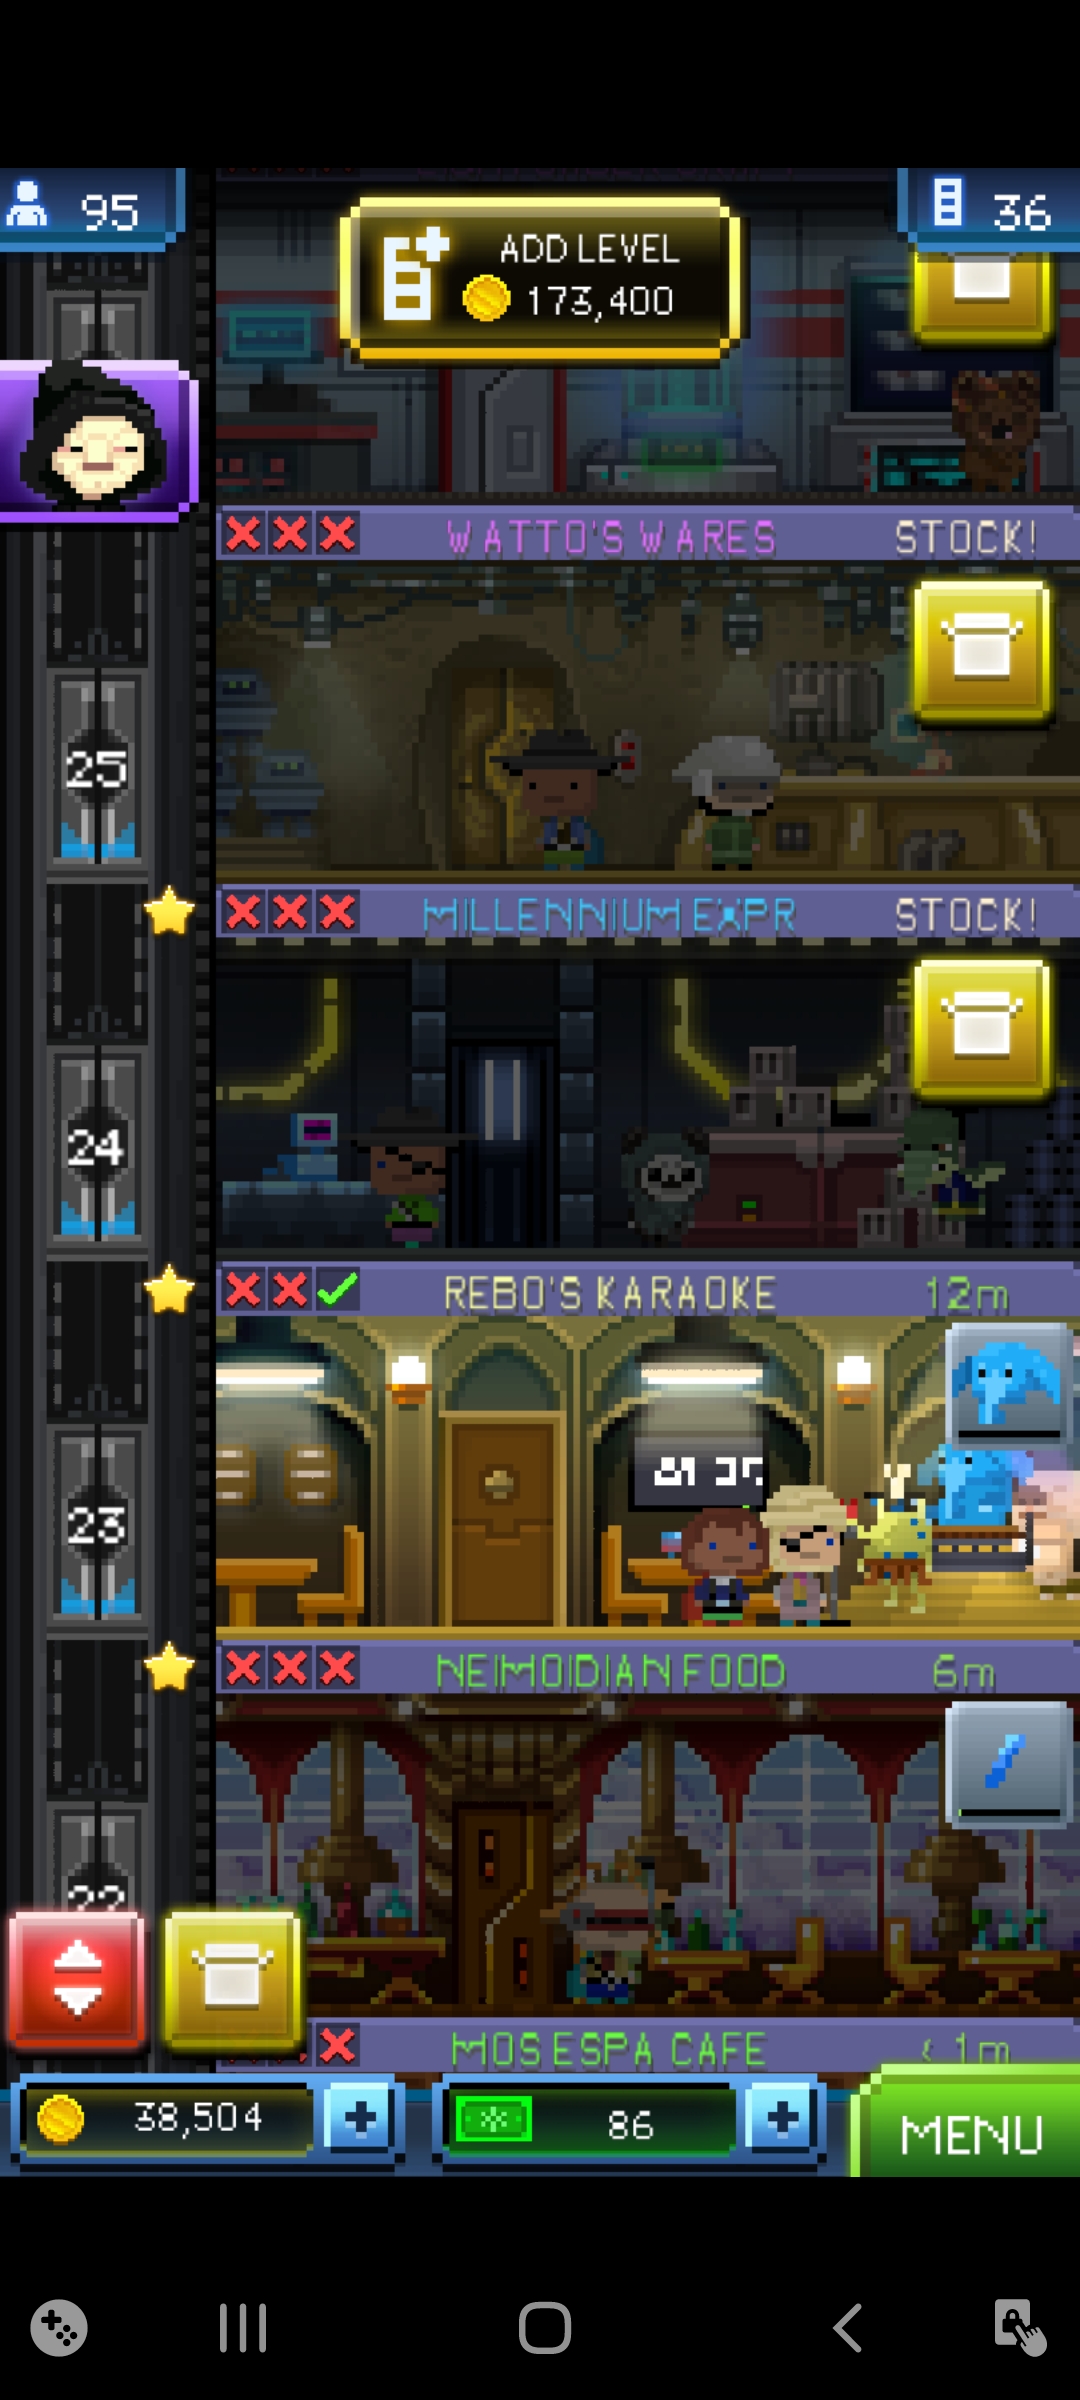 95
ADD LEVEL
173,400
36
WATTO'S WARES STOCK!
25
MILLENNIUM EXPR STOCK!
24
REBO'S KARAOKE 12m
23
NEIMOIDIAN FOOD 6m
22
MOS ESPA CAFE < 1m
38,504
86
MENU